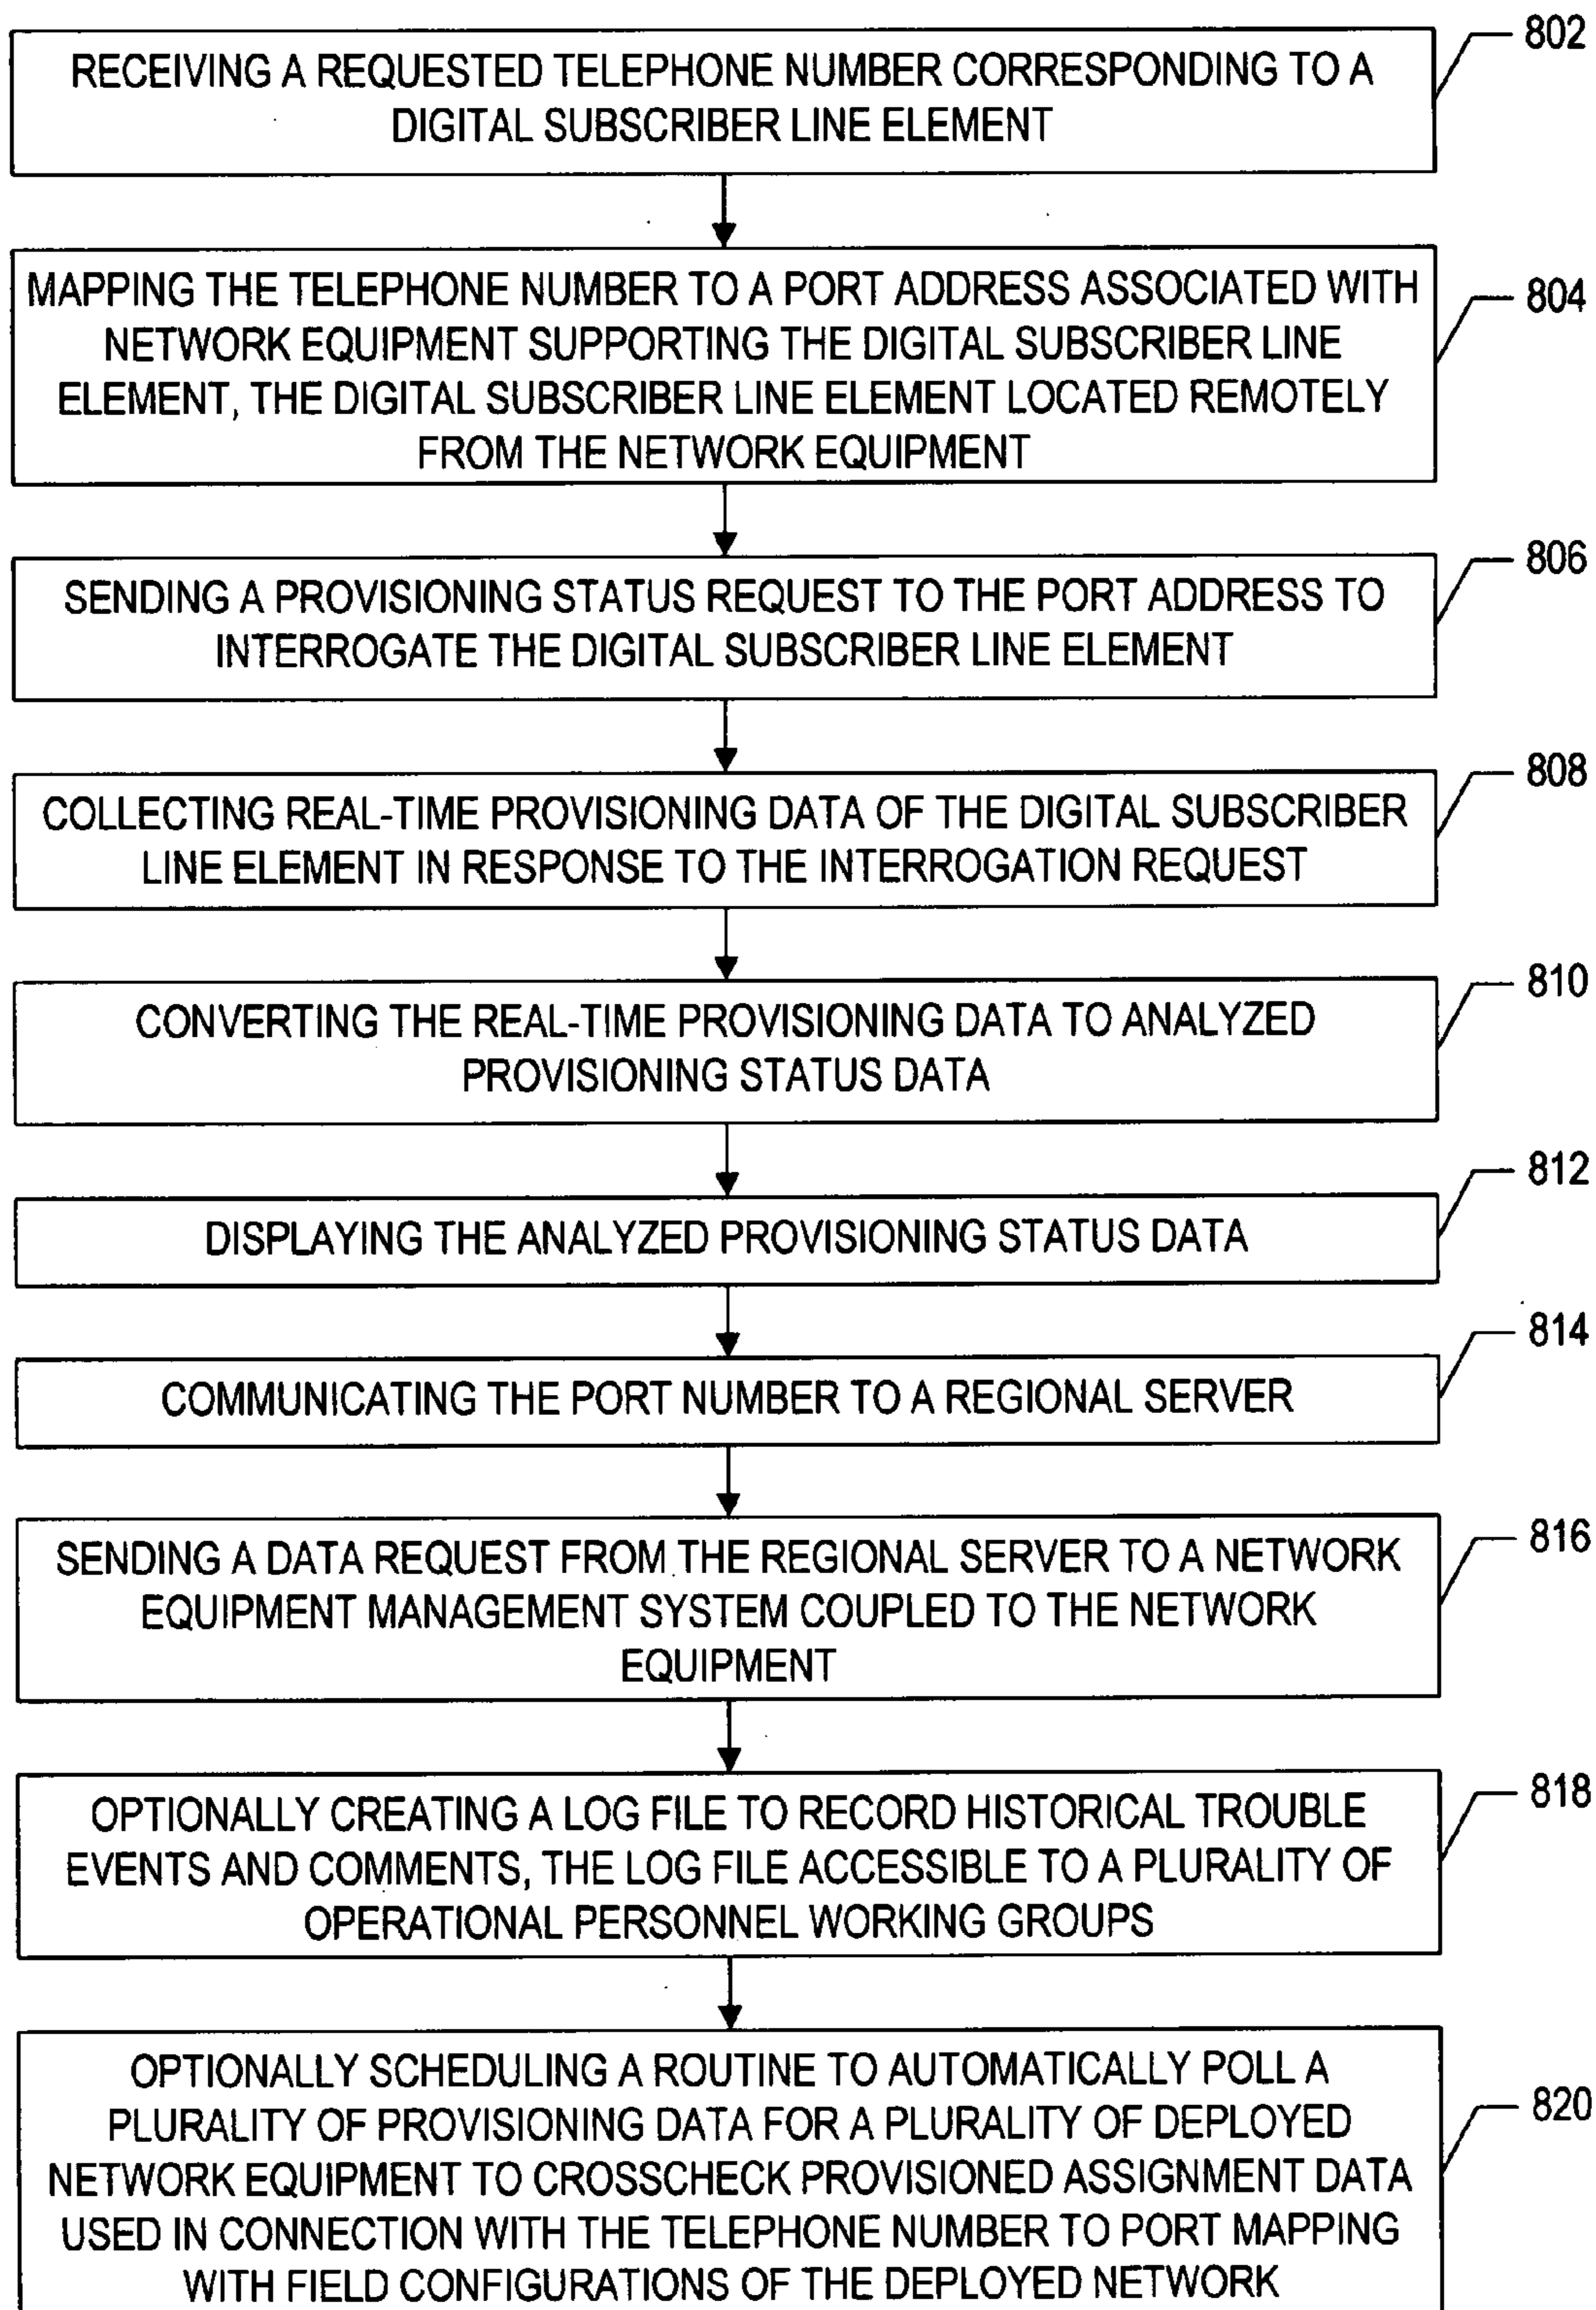 802
RECEIVING A REQUESTED TELEPHONE NUMBER CORRESPONDING TO A
DIGITAL SUBSCRIBER LINE ELEMENT
804
MAPPING THE TELEPHONE NUMBER TO A PORT ADDRESS ASSOCIATED WITH
NETWORK EQUIPMENT SUPPORTING THE DIGITAL SUBSCRIBER LINE
ELEMENT, THE DIGITAL SUBSCRIBER LINE ELEMENT LOCATED REMOTELY
FROM THE NETWORK EQUIPMENT
806
SENDING A PROVISIONING STATUS REQUEST TO THE PORT ADDRESS TO
INTERROGATE THE DIGITAL SUBSCRIBER LINE ELEMENT
808
COLLECTING REAL-TIME PROVISIONING DATA OF THE DIGITAL SUBSCRIBER
LINE ELEMENT IN RESPONSE TO THE INTERROGATION REQUEST
810
CONVERTING THE REAL-TIME PROVISIONING DATA TO ANALYZED
PROVISIONING STATUS DATA
812
DISPLAYING THE ANALYZED PROVISIONING STATUS DATA
814
COMMUNICATING THE PORT NUMBER TO A REGIONAL SERVER
816
SENDING A DATA REQUEST FROM THE REGIONAL SERVER TO A NETWORK
EQUIPMENT MANAGEMENT SYSTEM COUPLED TO THE NETWORK
EQUIPMENT
818
OPTIONALLY CREATING A LOG FILE TO RECORD HISTORICAL TROUBLE
EVENTS AND COMMENTS, THE LOG FILE ACCESSIBLE TO A PLURALITY OF
OPERATIONAL PERSONNEL WORKING GROUPS
820
OPTIONALLY SCHEDULING A ROUTINE TO AUTOMATICALLY POLL A
PLURALITY OF PROVISIONING DATA FOR A PLURALITY OF DEPLOYED
NETWORK EQUIPMENT TO CROSSCHECK PROVISIONED ASSIGNMENT DATA
USED IN CONNECTION WITH THE TELEPHONE NUMBER TO PORT MAPPING
WITH FIELD CONFIGURATIONS OF THE DEPLOYED NETWORK